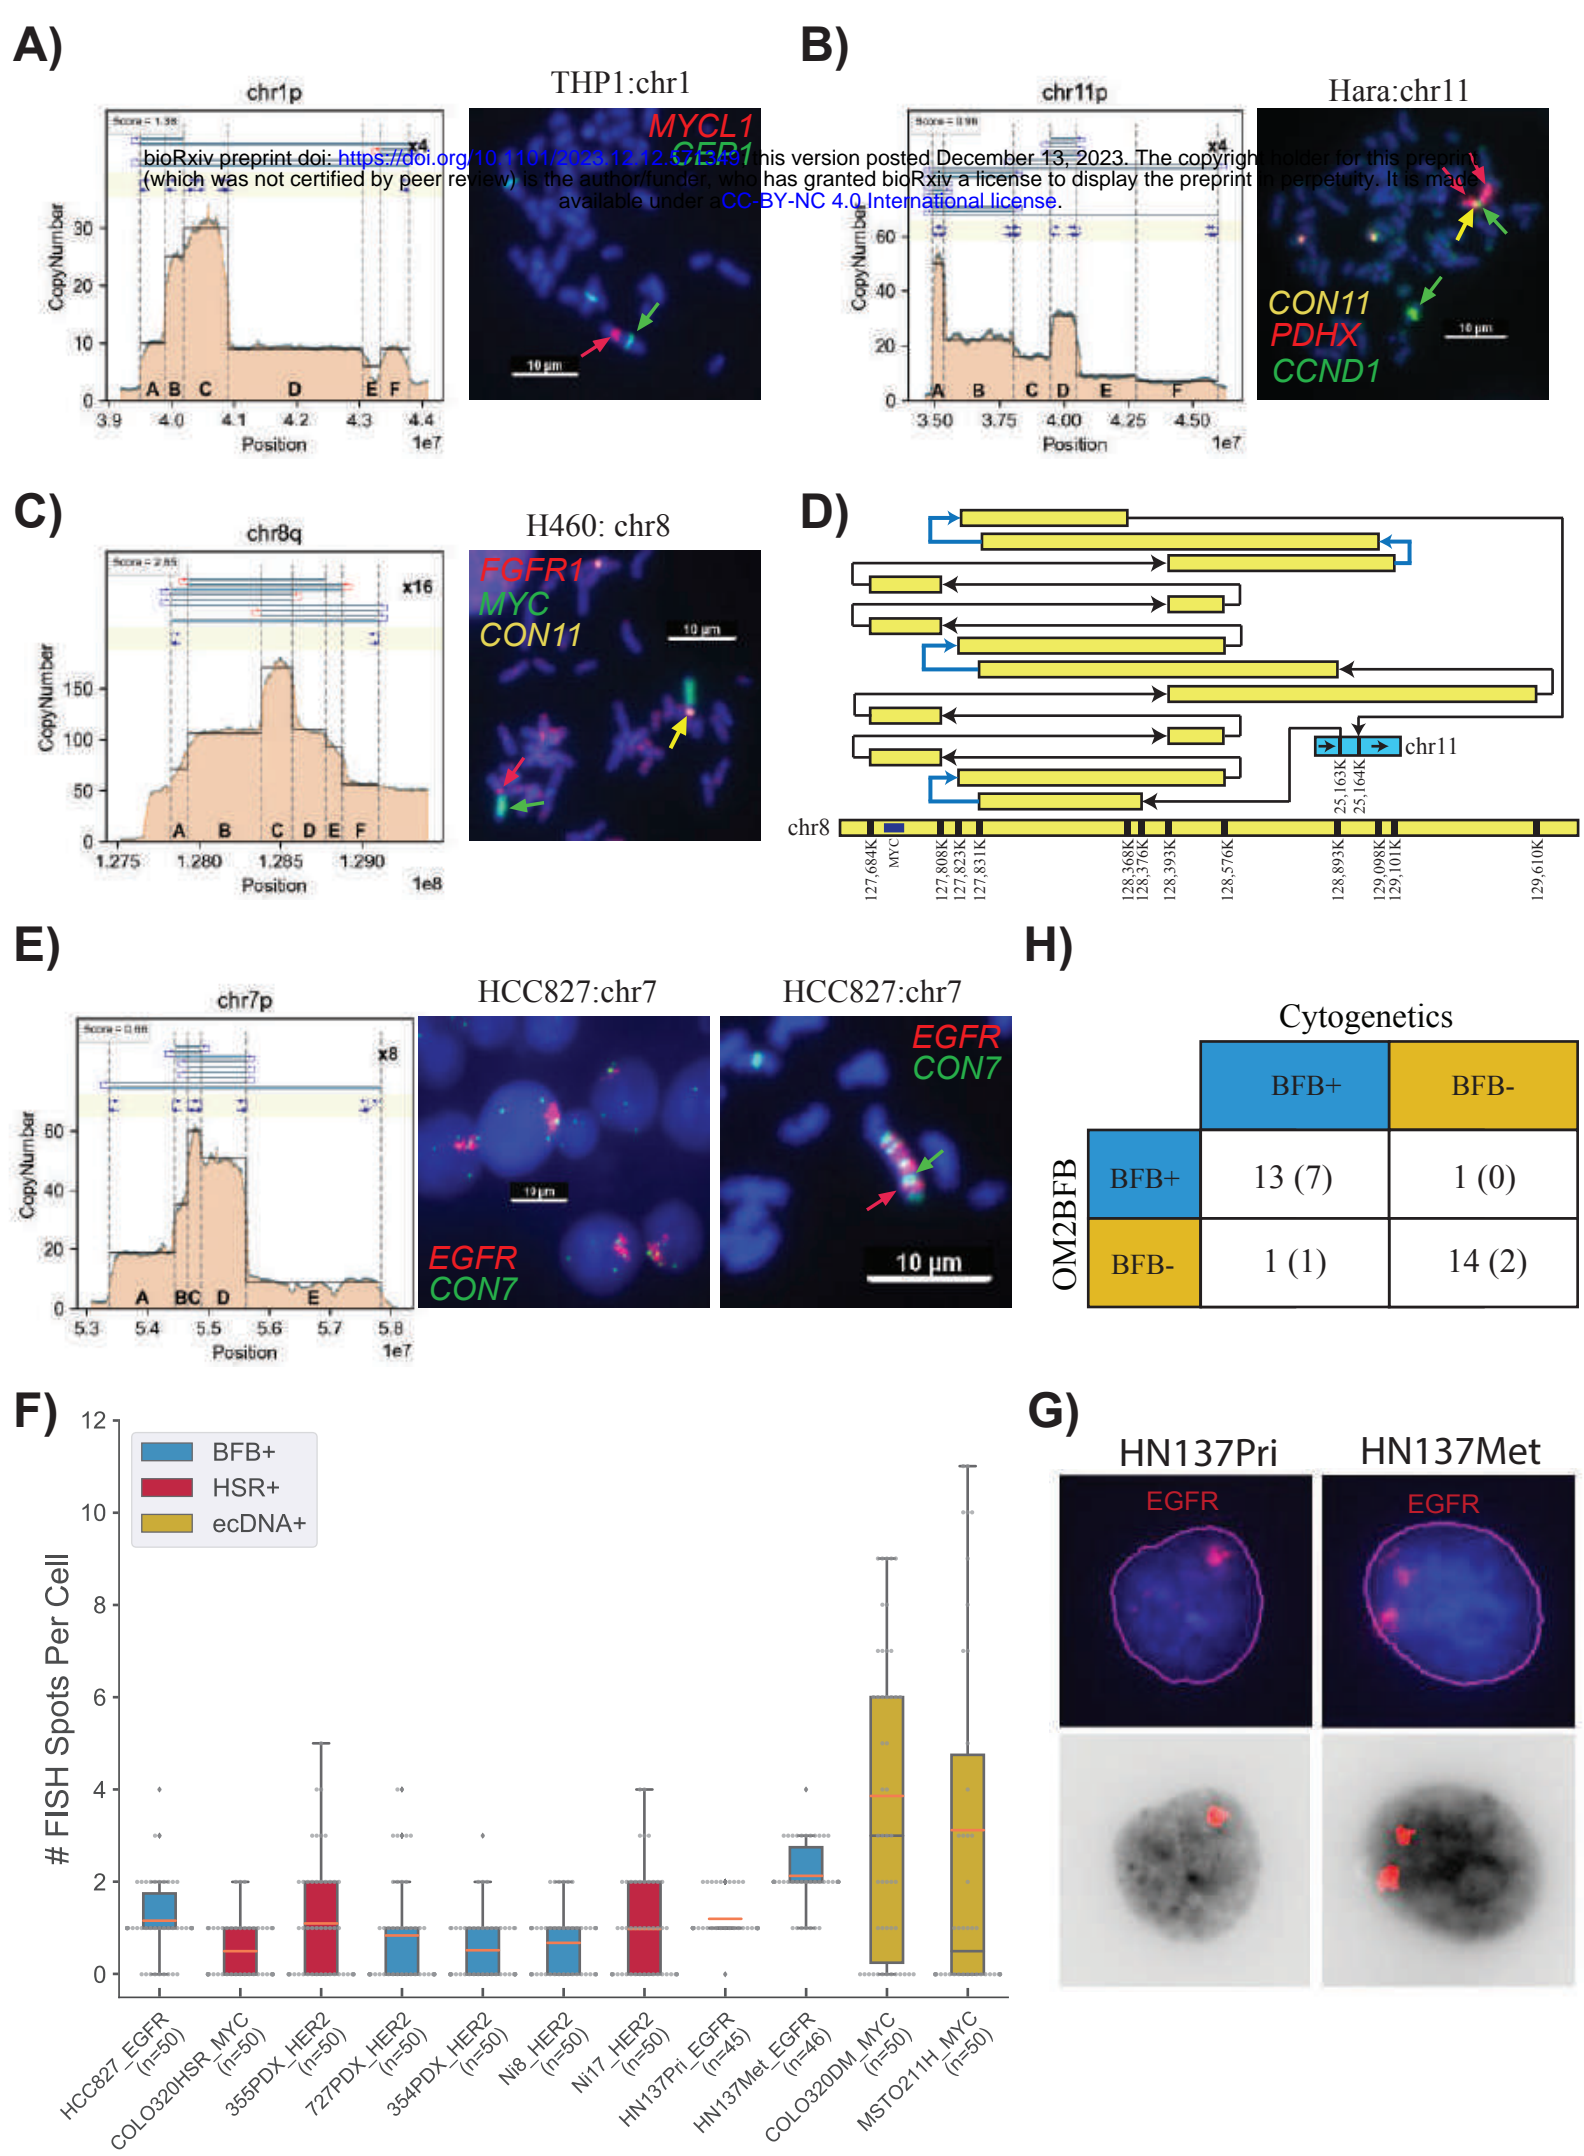 A)
chr1p
Score = 1.38
x4
CopyNumber
30
20
10
0
A B C D E F
3.9 4.0 4.1 4.2 4.3 4.4
Position
1e7
THP1:chr1
MYCL1
CEP1
10 µm
B)
chr11p
Score = 0.96
x4
CopyNumber
60
40
20
0
A B C D E F
3.50 3.75 4.00 4.25 4.50
Position
1e7
Hara:chr11
CON11
PDHX
CCND1
10 µm
bioRxiv preprint doi: https://doi.org/10.1101/2023.12.12.571349; this version posted December 13, 2023. The copyright holder for this preprint
(which was not certified by peer review) is the author/funder, who has granted bioRxiv a license to display the preprint in perpetuity. It is made
available under aCC-BY-NC 4.0 International license.
C)
chr8q
x16
CopyNumber
150
100
50
0
A B C D E F
1.275 1.280 1.285 1.290
Position
1e8
H460: chr8
FGFR1
MYC
CON11
10 µm
D)
chr11
25,163K
25,164K
chr8
MYC
127,684K
127,808K
127,823K
127,831K
128,368K
128,376K
128,393K
128,576K
128,893K
129,098K
129,101K
129,610K
E)
chr7p
x8
CopyNumber
60
40
20
0
A B C D E
5.3 5.4 5.5 5.6 5.7 5.8
Position
1e7
HCC827:chr7
EGFR
CON7
10 µm
HCC827:chr7
EGFR
CON7
10 µm
H)
Cytogenetics
BFB+ BFB-
OM2BFB
BFB+ 13 (7) 1 (0)
BFB- 1 (1) 14 (2)
F)
# FISH Spots Per Cell
12
10
8
6
4
2
0
BFB+
HSR+
ecDNA+
HCC827_EGFR
(n=50)
COLO320HSR_MYC
(n=50)
355PDX_HER2
(n=50)
727PDX_HER2
(n=50)
354PDX_HER2
(n=50)
Ni8_HER2
(n=50)
Ni17_HER2
(n=50)
HN137Pri_EGFR
(n=45)
HN137Met_EGFR
(n=46)
COLO320DM_MYC
(n=50)
MSTO211H_MYC
(n=50)
G)
HN137Pri
EGFR
HN137Met
EGFR